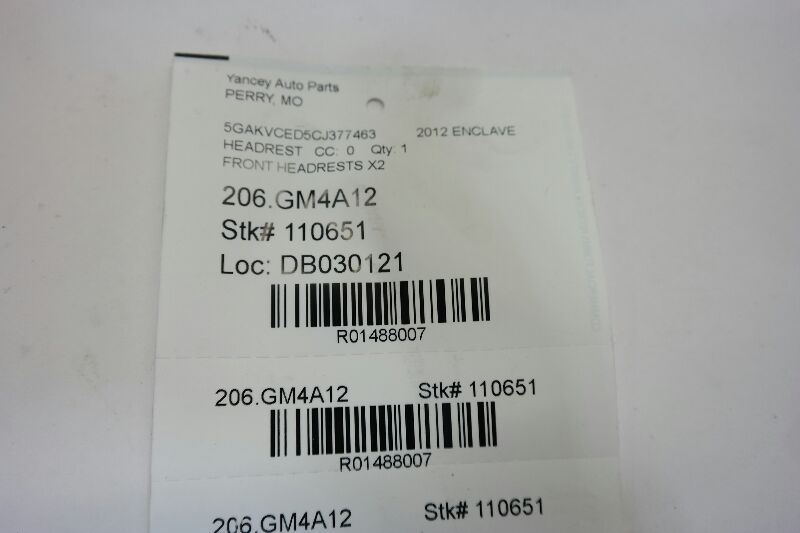 Yancey Auto Parts
PERRY, MO
5GAKVCED5CJ377463 2012 ENCLAVE
HEADREST CC: 0 Qty: 1
FRONT HEADRESTS X2
206.GM4A12
Stk# 110651
Loc: DB030121
R01488007
206.GM4A12 Stk# 110651
R01488007
206.GM4A12 Stk# 110651